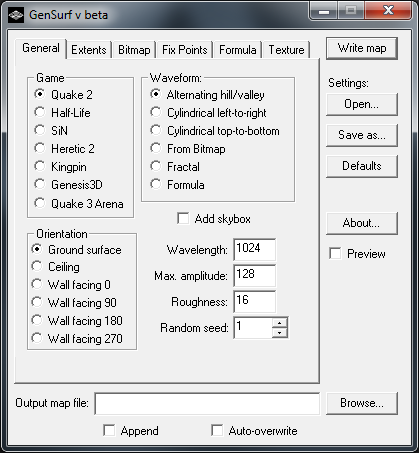 GenSurf v beta
General
Extents
Bitmap
Fix Points
Formula
Texture
Game
Quake 2
Half-Life
SiN
Heretic 2
Kingpin
Genesis3D
Quake 3 Arena
Waveform:
Alternating hill/valley
Cylindrical left-to-right
Cylindrical top-to-bottom
From Bitmap
Fractal
Formula
Add skybox
Orientation
Ground surface
Ceiling
Wall facing 0
Wall facing 90
Wall facing 180
Wall facing 270
Wavelength: 1024
Max. amplitude: 128
Roughness: 16
Random seed: 1
Write map
Settings:
Open...
Save as...
Defaults
About...
Preview
Output map file:
Browse...
Append
Auto-overwrite